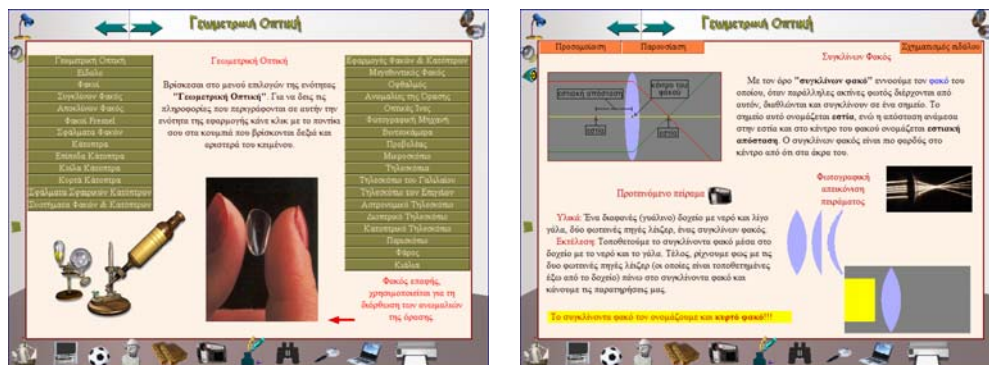 Γεωμετρική Οπτική
Γεωμετρική Οπτική
Είδωλο
Φακοί
Συγκλίνων Φακός
Αποκλίνων Φακός
Φακοί Fresnel
Σφάλματα Φακών
Κάτοπτρα
Επίπεδα Κάτοπτρα
Κοίλα Κάτοπτρα
Κυρτά Κάτοπτρα
Σφάλματα Σφαιρικών Κατόπτρων
Συστήματα Φακών & Κατόπτρων
Γεωμετρική Οπτική
Βρίσκεσαι στο μενού επιλογών της ενότητας
"Γεωμετρική Οπτική". Για να δεις τις
πληροφορίες που περιγράφονται σε αυτήν την
ενότητα της εφαρμογής κάνε κλικ με το ποντίκι
σου στα κουμπιά που βρίσκονται δεξιά και
αριστερά του κειμένου.
Εφαρμογές Φακών & Κατόπτρων
Μεγεθυντικός Φακός
Οφθαλμός
Ανωμαλίες της Όρασης
Οπτικές Ίνες
Φωτογραφική Μηχανή
Βιντεοκάμερα
Προβολέας
Μικροσκόπιο
Τηλεσκόπια
Τηλεσκόπιο του Γαλιλαίου
Τηλεσκόπιο των Επιγείων
Αστρονομικό Τηλεσκόπιο
Διοπτρικό Τηλεσκόπιο
Κατοπτρικό Τηλεσκόπιο
Περισκόπιο
Φάρος
Κιάλια
Φακός επαφής,
χρησιμοποιείται για τη
διόρθωση των ανωμαλιών
της όρασης.
Γεωμετρική Οπτική
Προσομοίωση
Παρουσίαση
Σχηματισμός ειδώλου
Συγκλίνων Φακός
εστιακή απόσταση
κέντρο του
φακού
εστία
εστία
Με τον όρο "συγκλίνων φακό" εννοούμε τον φακό του
οποίου, όταν παράλληλες ακτίνες φωτός διέρχονται από
αυτόν, διαθλώνται και συγκλίνουν σε ένα σημείο. Το
σημείο αυτό ονομάζεται εστία, ενώ η απόσταση ανάμεσα
στην εστία και στο κέντρο του φακού ονομάζεται εστιακή
απόσταση. Ο συγκλίνων φακός είναι πιο φαρδύς στο
κέντρο από ότι στα άκρα του.
Προτεινόμενο πείραμα
Φωτογραφική
απεικόνιση
πειράματος
Υλικά: Ένα διαφανές (γυάλινο) δοχείο με νερό και λίγο
γάλα, δύο φωτεινές πηγές λέιζερ, ένας συγκλίνων φακός.
Εκτέλεση: Τοποθετούμε το συγκλίνοντα φακό μέσα στο
δοχείο με το νερό και το γάλα. Τέλος, ρίχνουμε φως με τις
δυο φωτεινές πηγές λέιζερ (οι οποίες είναι τοποθετημένες
έξω από το δοχείο) πάνω στο συγκλίνοντα φακό και
κάνουμε τις παρατηρήσεις μας.
Το συγκλίνοντα φακό τον ονομάζουμε και κυρτό φακό!!!